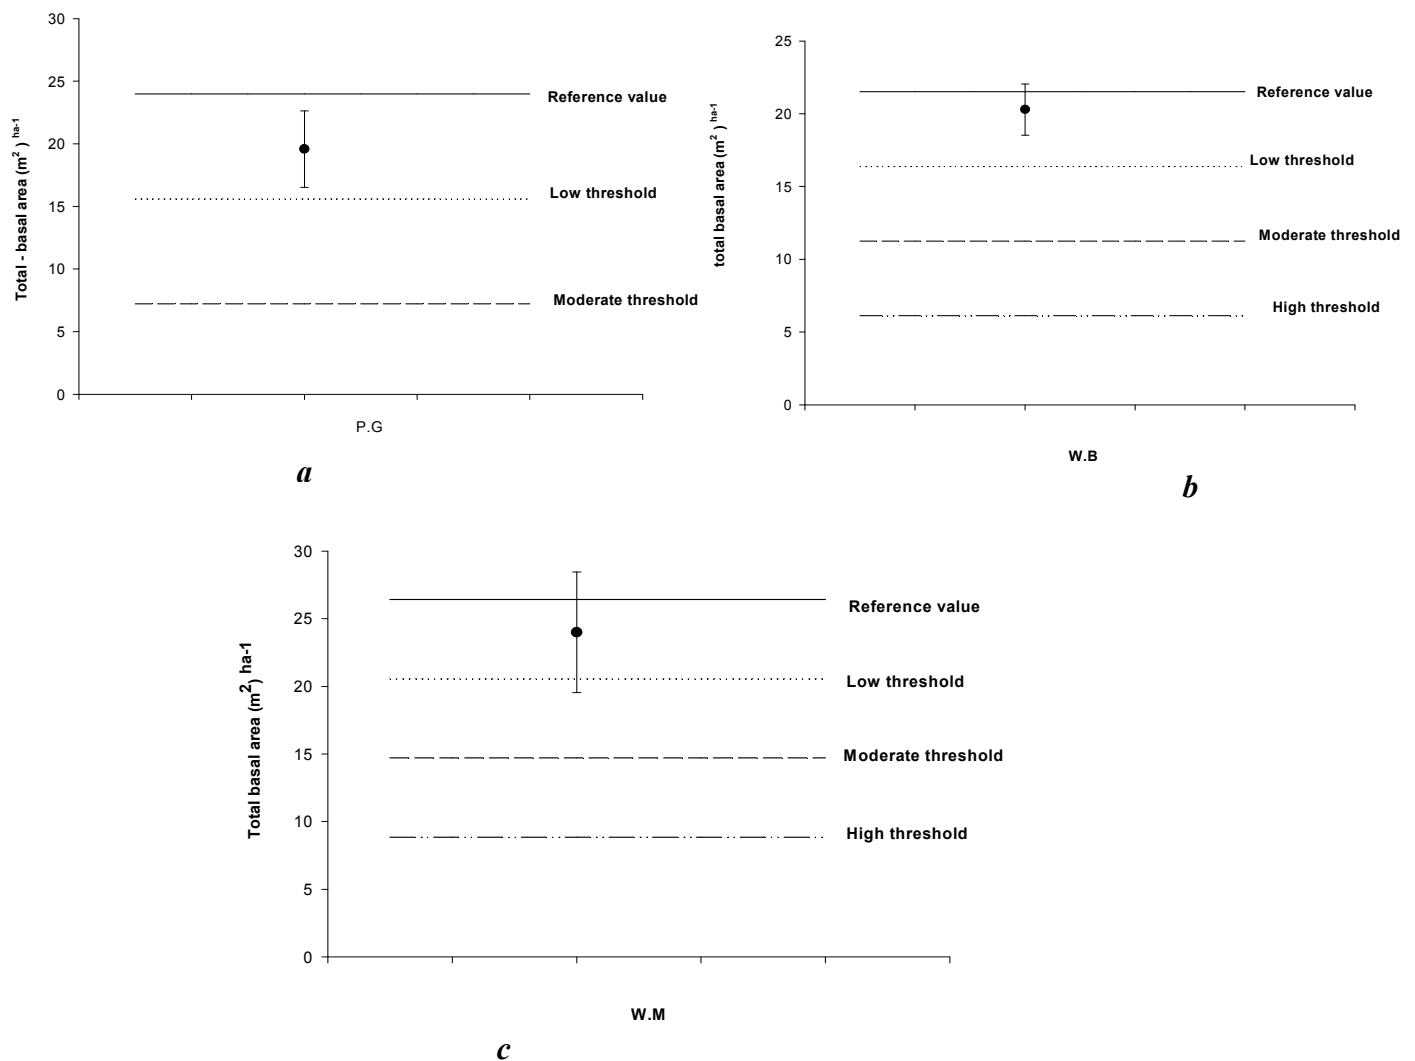 30
25
20
15
10
5
0
Total - basal area (m2 ) ha-1
Reference value
Low threshold
Moderate threshold
P.G
a
25
20
15
10
5
0
total basal area (m2 ) ha-1
Reference value
Low threshold
Moderate threshold
High threshold
W.B
b
30
25
20
15
10
5
0
Total basal area (m2) ha-1
Reference value
Low threshold
Moderate threshold
High threshold
W.M
c